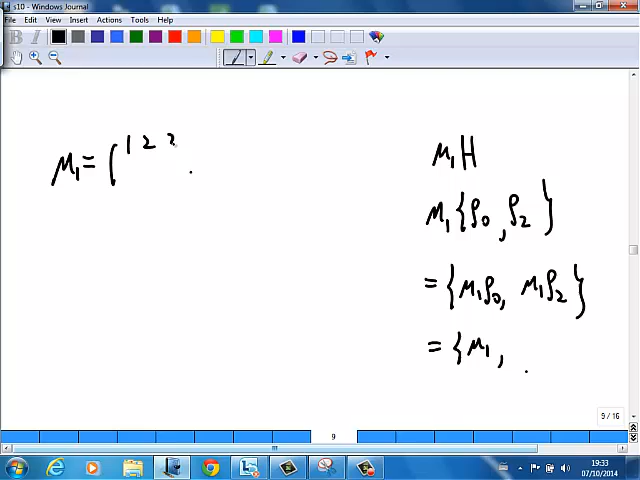 s10 - Windows Journal
File Edit View Insert Actions Tools Help
B I
μ₁ = ( 1 2 3
μ₁H
μ₁{ρ₀, ρ₂}
= {μ₁ρ₀, μ₁ρ₂}
= {μ₁,
9 / 16
9
19:33
07/10/2014